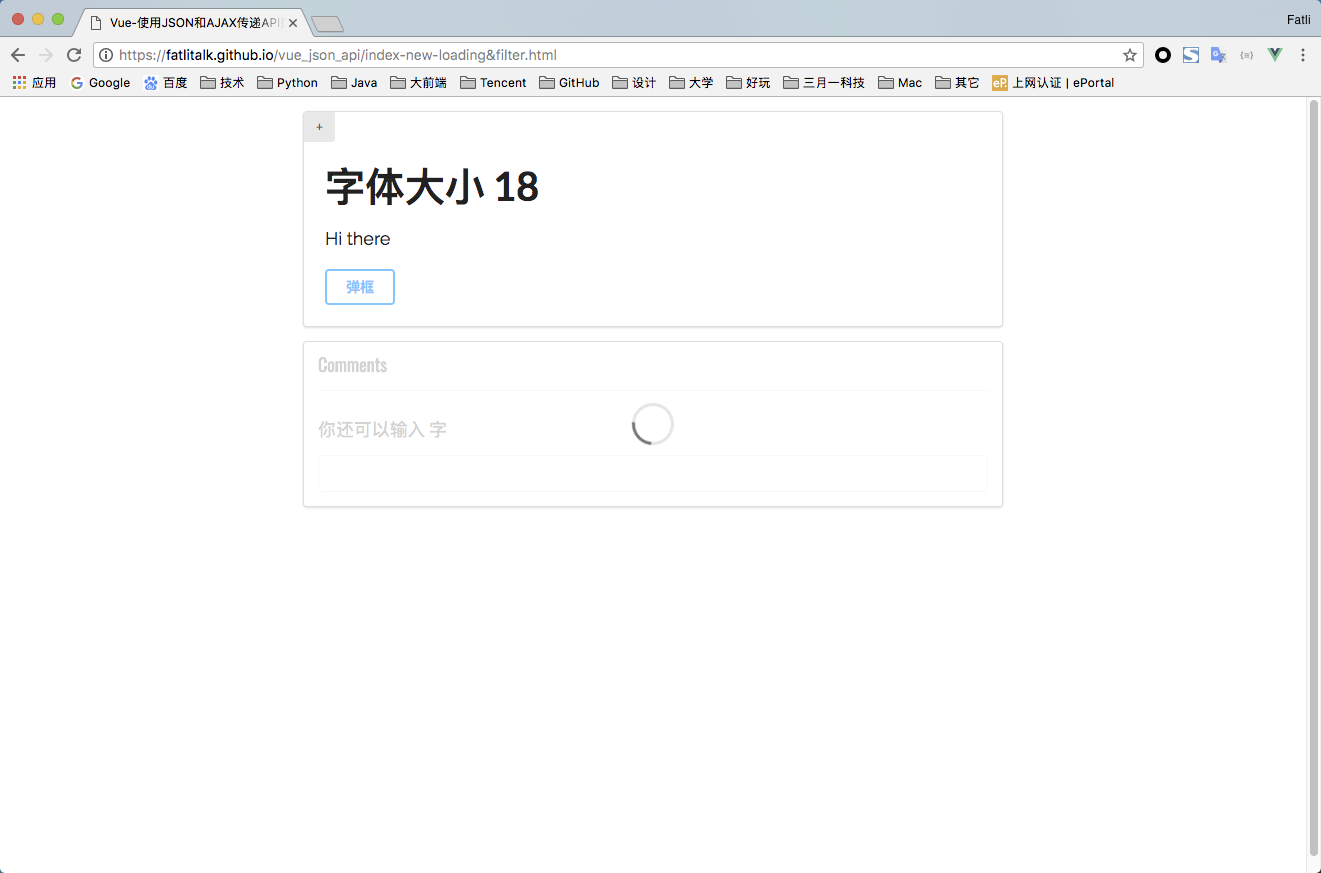 Vue-使用JSON和AJAX传递API
Fatli
https://fatlitalk.github.io/vue_json_api/index-new-loading&filter.html
应用 Google 百度 技术 Python Java 大前端 Tencent GitHub 设计 大学 好玩 三月一科技 Mac 其它 eP. 上网认证 | ePortal
+
字体大小 18
Hi there
弹框
Comments
你还可以输入 字